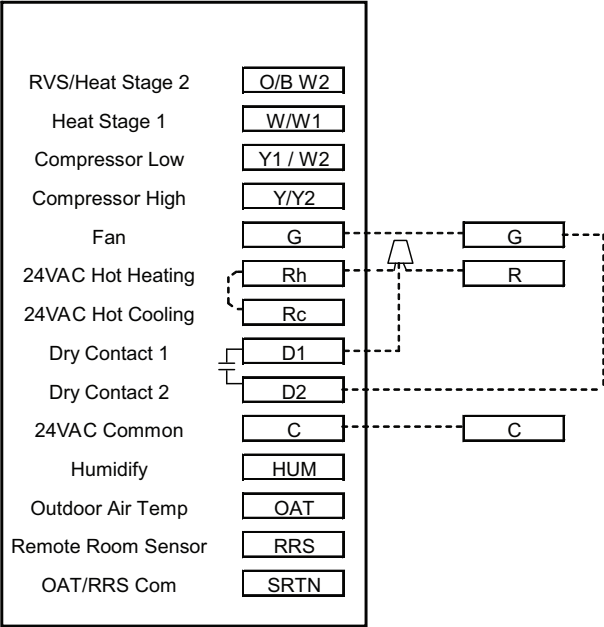 RVS/Heat Stage 2 O/B W2
Heat Stage 1 W/W1
Compressor Low Y1 / W2
Compressor High Y/Y2
Fan G G
24VAC Hot Heating Rh R
24VAC Hot Cooling Rc
Dry Contact 1 D1
Dry Contact 2 D2
24VAC Common C C
Humidify HUM
Outdoor Air Temp OAT
Remote Room Sensor RRS
OAT/RRS Com SRTN